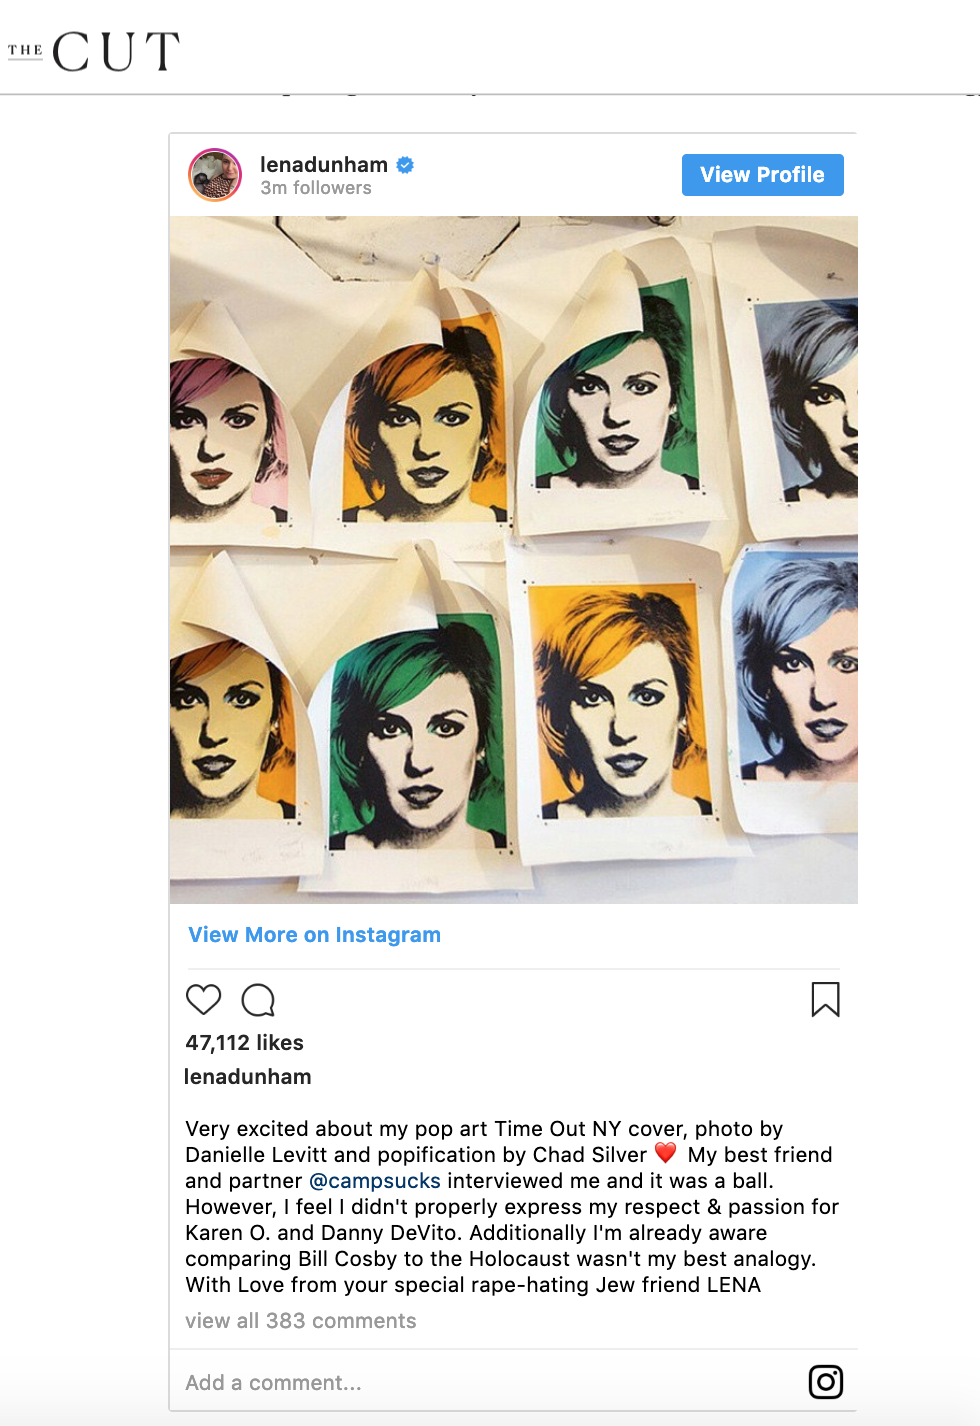 THE CUT
lenadunham
3m followers
View Profile
View More on Instagram
47,112 likes
lenadunham
Very excited about my pop art Time Out NY cover, photo by
Danielle Levitt and popification by Chad Silver ❤️ My best friend
and partner @campsucks interviewed me and it was a ball.
However, I feel I didn't properly express my respect & passion for
Karen O. and Danny DeVito. Additionally I'm already aware
comparing Bill Cosby to the Holocaust wasn't my best analogy.
With Love from your special rape-hating Jew friend LENA
view all 383 comments
Add a comment...